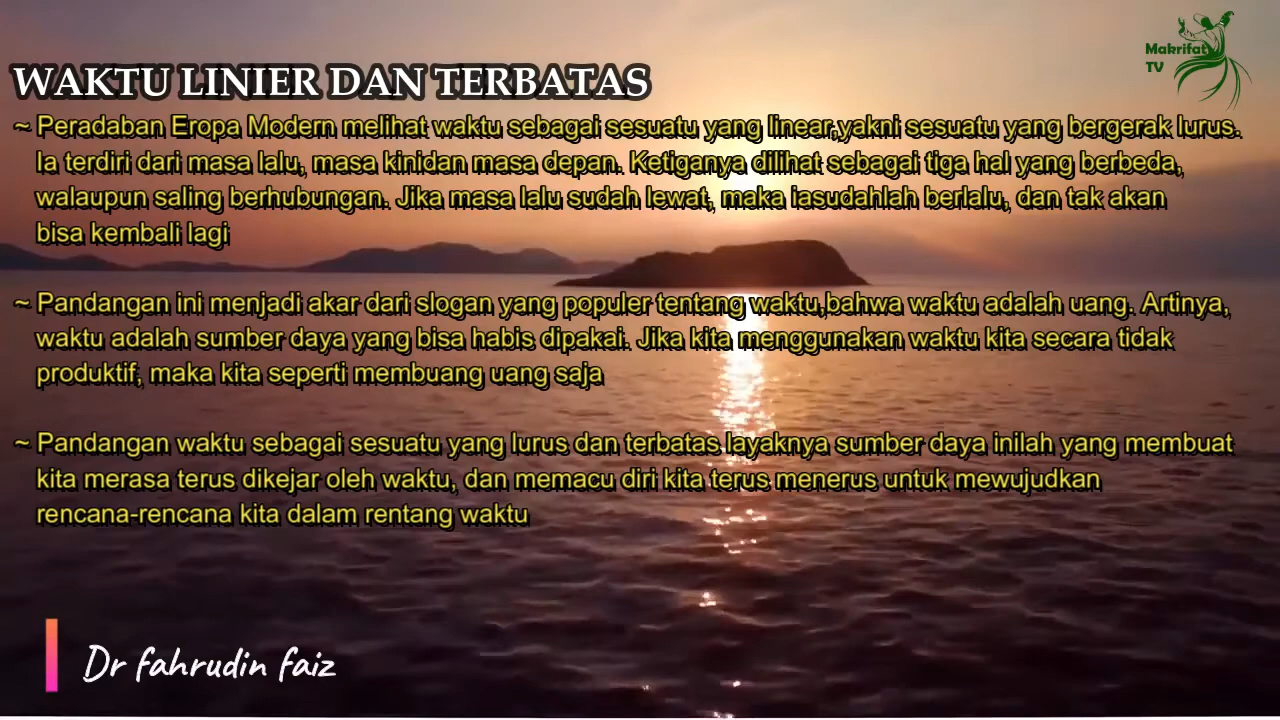 Makrifat
TV
WAKTU LINIER DAN TERBATAS
~ Peradaban Eropa Modern melihat waktu sebagai sesuatu yang linear,yakni sesuatu yang bergerak lurus.
Ia terdiri dari masa lalu, masa kinidan masa depan. Ketiganya dilihat sebagai tiga hal yang berbeda,
walaupun saling berhubungan. Jika masa lalu sudah lewat, maka iasudahlah berlalu, dan tak akan
bisa kembali lagi
~ Pandangan ini menjadi akar dari slogan yang populer tentang waktu,bahwa waktu adalah uang. Artinya,
waktu adalah sumber daya yang bisa habis dipakai. Jika kita menggunakan waktu kita secara tidak
produktif, maka kita seperti membuang uang saja
~ Pandangan waktu sebagai sesuatu yang lurus dan terbatas layaknya sumber daya inilah yang membuat
kita merasa terus dikejar oleh waktu, dan memacu diri kita terus menerus untuk mewujudkan
rencana-rencana kita dalam rentang waktu
Dr fahrudin faiz